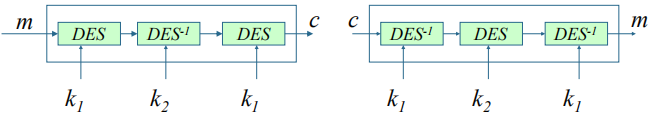 m DES DES⁻¹ DES c
k₁ k₂ k₁
c DES⁻¹ DES DES⁻¹ m
k₁ k₂ k₁